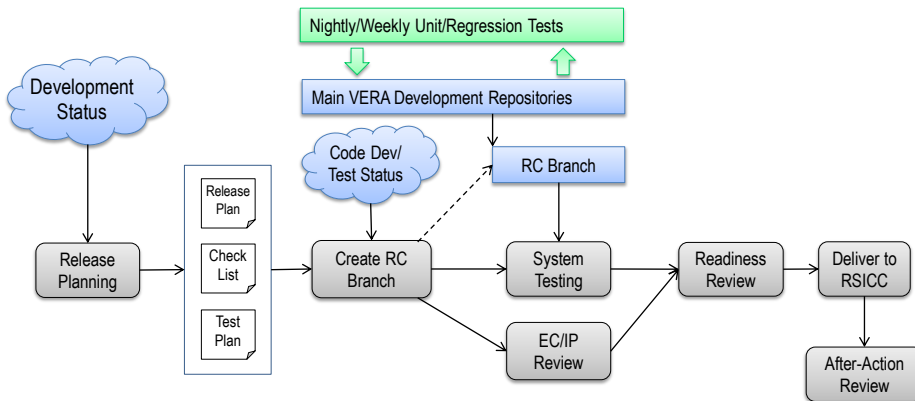 Nightly/Weekly Unit/Regression Tests
Development
Status
Main VERA Development Repositories
Code Dev/
Test Status
RC Branch
Release
Plan
Check
List
Test
Plan
Release
Planning
Create RC
Branch
System
Testing
Readiness
Review
Deliver to
RSICC
EC/IP
Review
After-Action
Review